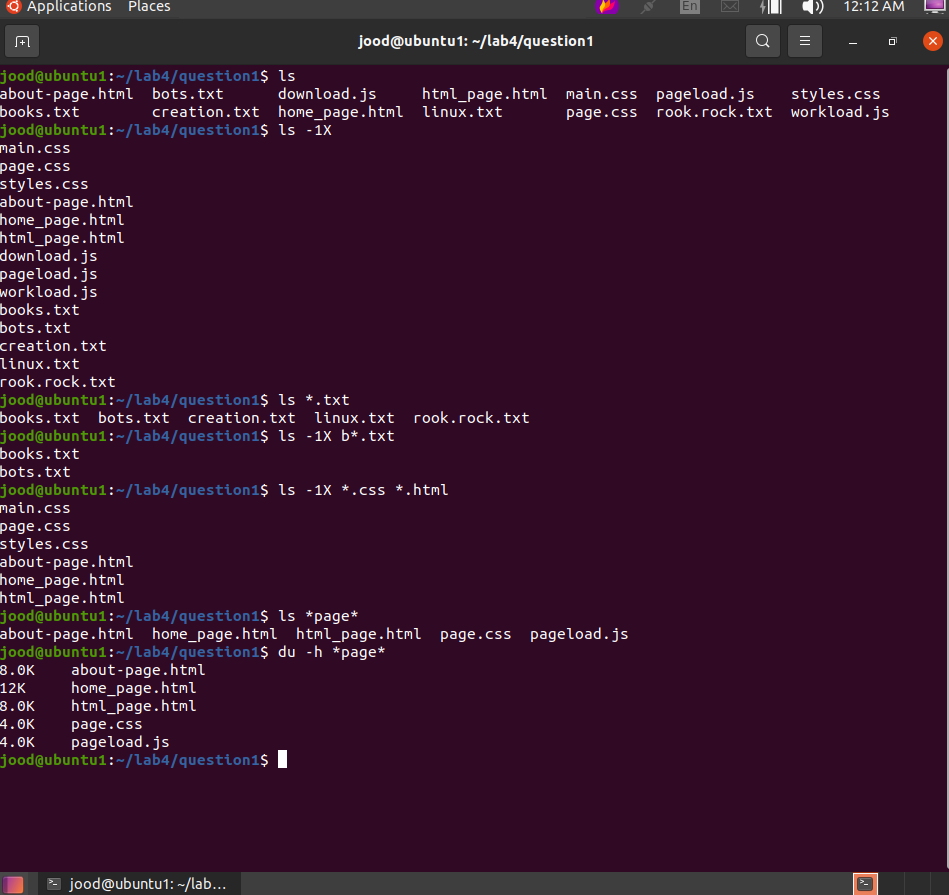 Applications Places En 12:12 AM
jood@ubuntu1: ~/lab4/question1
jood@ubuntu1:~/lab4/question1$ ls
about-page.html bots.txt download.js html_page.html main.css pageload.js styles.css
books.txt creation.txt home_page.html linux.txt page.css rook.rock.txt workload.js
jood@ubuntu1:~/lab4/question1$ ls -1X
main.css
page.css
styles.css
about-page.html
home_page.html
html_page.html
download.js
pageload.js
workload.js
books.txt
bots.txt
creation.txt
linux.txt
rook.rock.txt
jood@ubuntu1:~/lab4/question1$ ls *.txt
books.txt bots.txt creation.txt linux.txt rook.rock.txt
jood@ubuntu1:~/lab4/question1$ ls -1X b*.txt
books.txt
bots.txt
jood@ubuntu1:~/lab4/question1$ ls -1X *.css *.html
main.css
page.css
styles.css
about-page.html
home_page.html
html_page.html
jood@ubuntu1:~/lab4/question1$ ls *page*
about-page.html home_page.html html_page.html page.css pageload.js
jood@ubuntu1:~/lab4/question1$ du -h *page*
8.0K about-page.html
12K home_page.html
8.0K html_page.html
4.0K page.css
4.0K pageload.js
jood@ubuntu1:~/lab4/question1$
jood@ubuntu1: ~/lab...